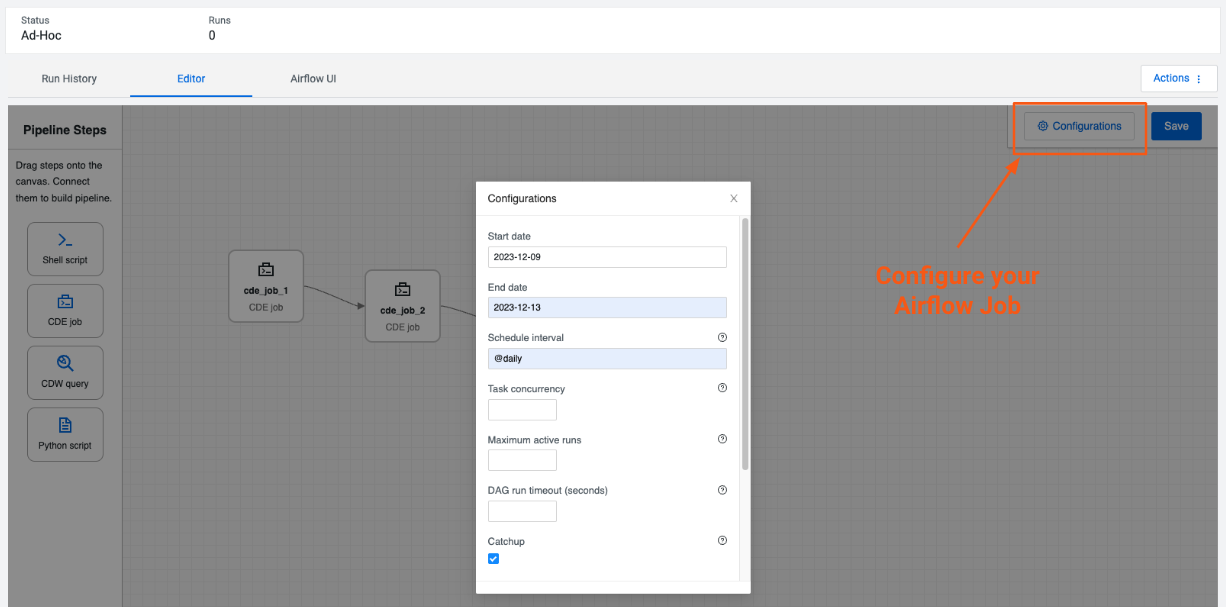 Status
Ad-Hoc
Runs
0
Run History
Editor
Airflow UI
Actions
Pipeline Steps
Drag steps onto the
canvas. Connect
them to build pipeline.
Shell script
CDE job
CDW query
Python script
cde_job_1
CDE job
cde_job_2
CDE job
Configurations
Save
Configure your
Airflow Job
Configurations
Start date
2023-12-09
End date
2023-12-13
Schedule interval
@daily
Task concurrency
Maximum active runs
DAG run timeout (seconds)
Catchup